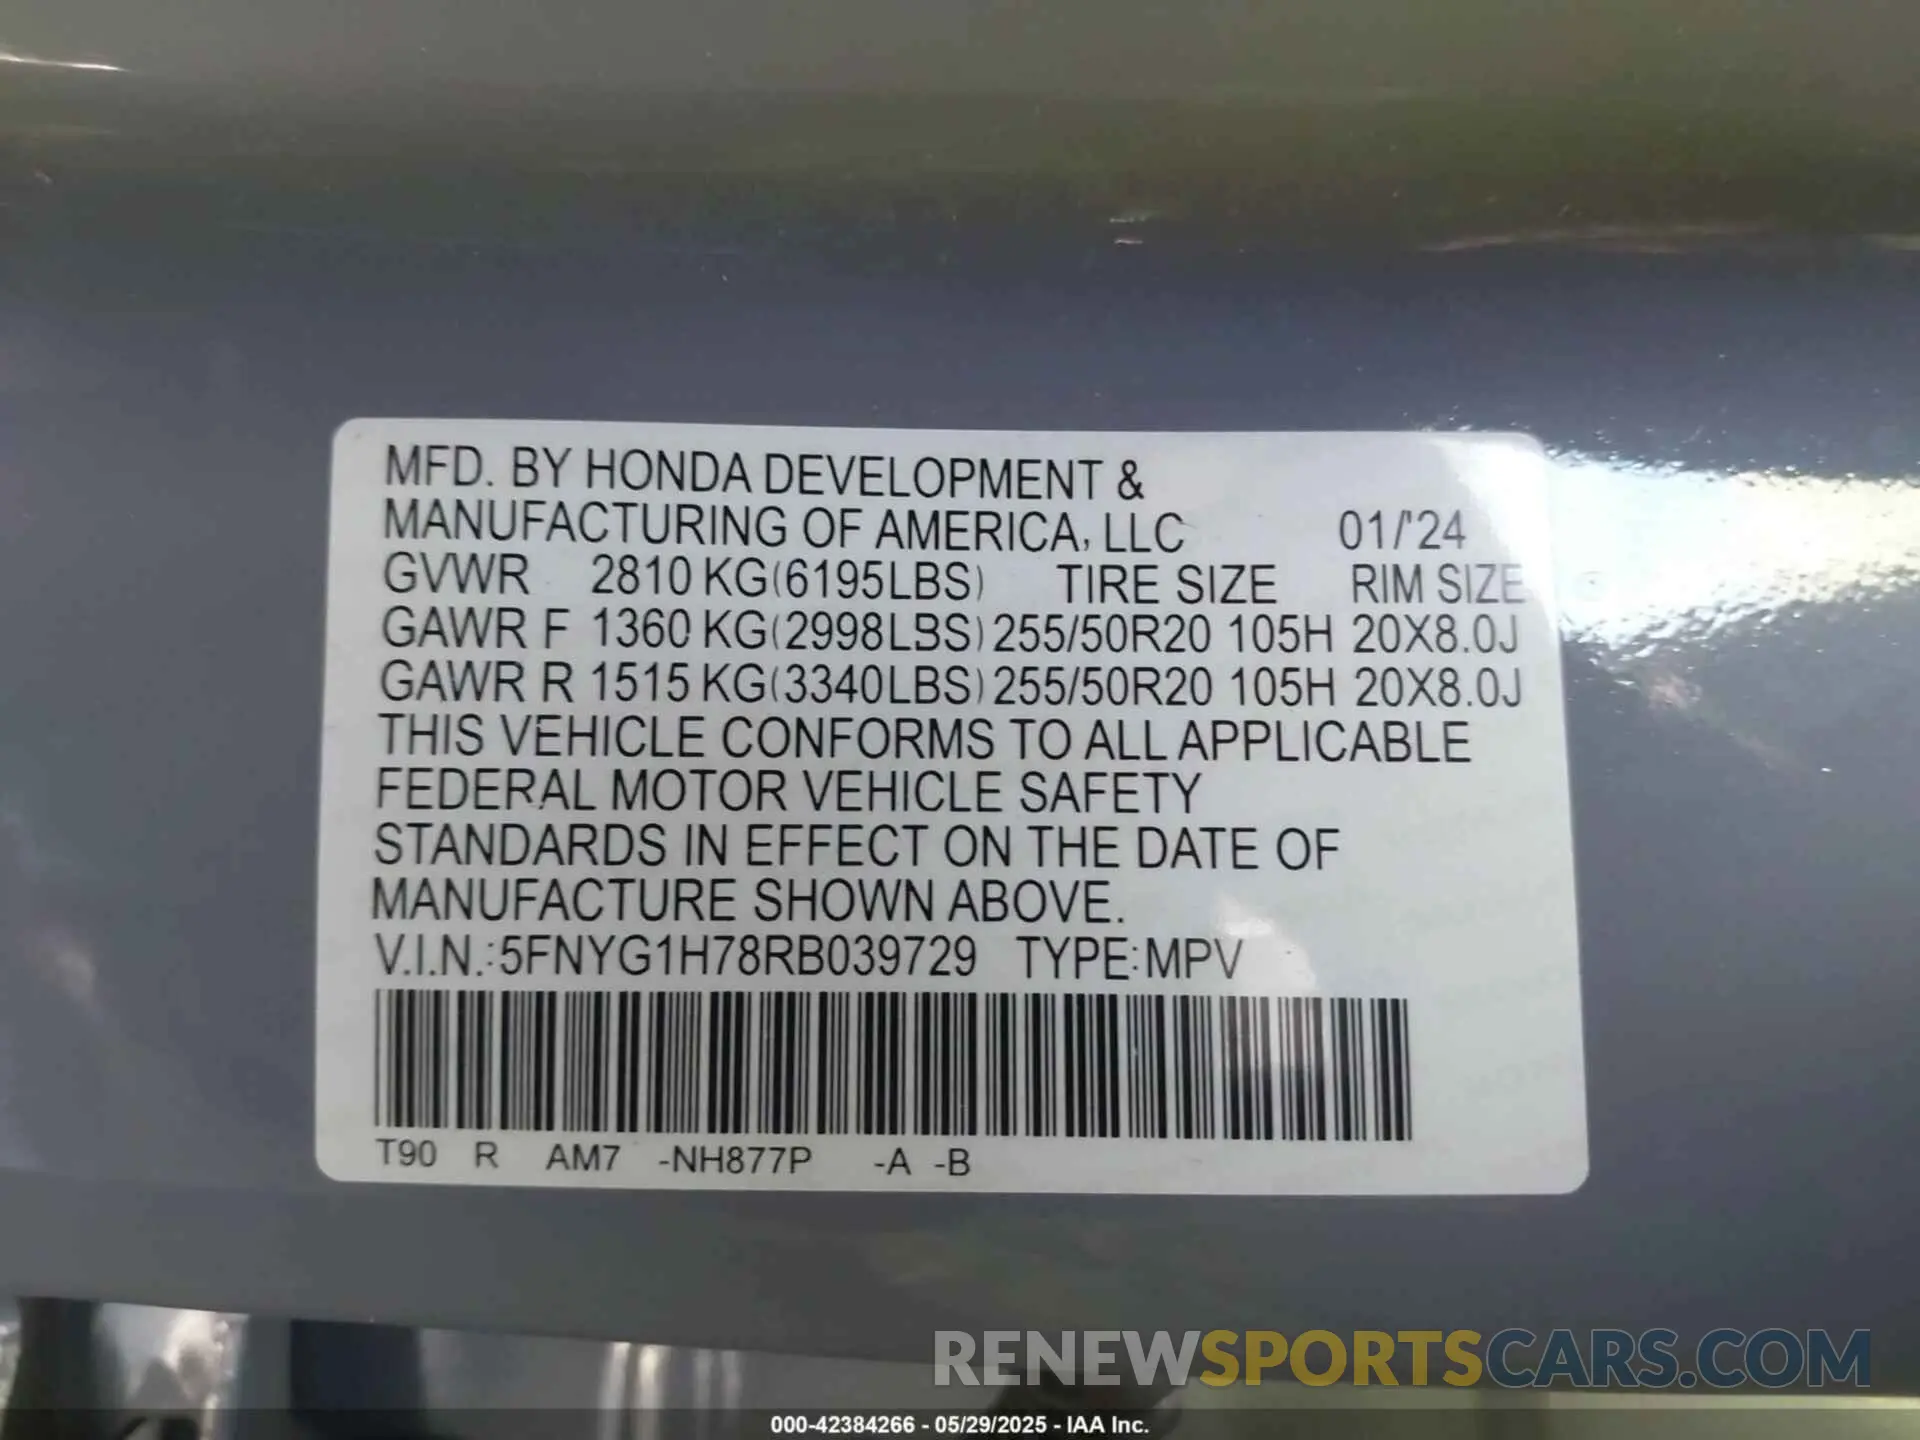 MFD. BY HONDA DEVELOPMENT &
MANUFACTURING OF AMERICA, LLC 01/'24
GVWR 2810 KG(6195LBS) TIRE SIZE RIM SIZE
GAWR F 1360 KG(2998LBS) 255/50R20 105H 20X8.0J
GAWR R 1515 KG(3340LBS) 255/50R20 105H 20X8.0J
THIS VEHICLE CONFORMS TO ALL APPLICABLE
FEDERAL MOTOR VEHICLE SAFETY
STANDARDS IN EFFECT ON THE DATE OF
MANUFACTURE SHOWN ABOVE.
V.I.N.:5FNYG1H78RB039729 TYPE:MPV
T90 R AM7 -NH877P -A -B
RENEWSPORTSCARS.COM
000-42384266 - 05/29/2025 - IAA Inc.